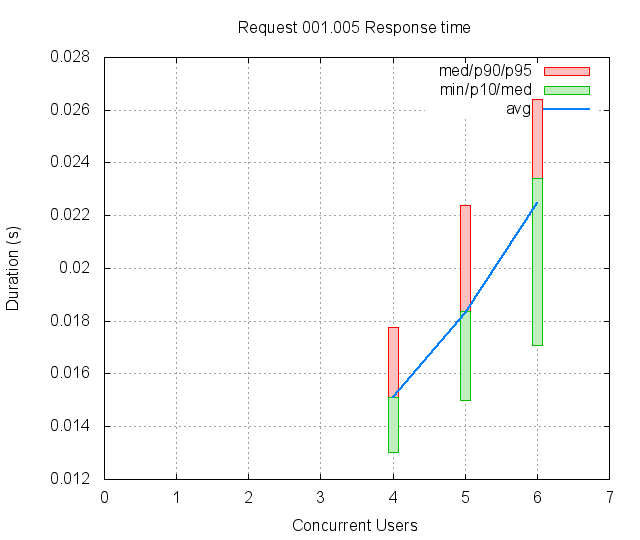 Request 001.005 Response time
0.028
0.026
0.024
0.022
0.02
0.018
0.016
0.014
0.012
Duration (s)
med/p90/p95
min/p10/med
avg
0 1 2 3 4 5 6 7
Concurrent Users